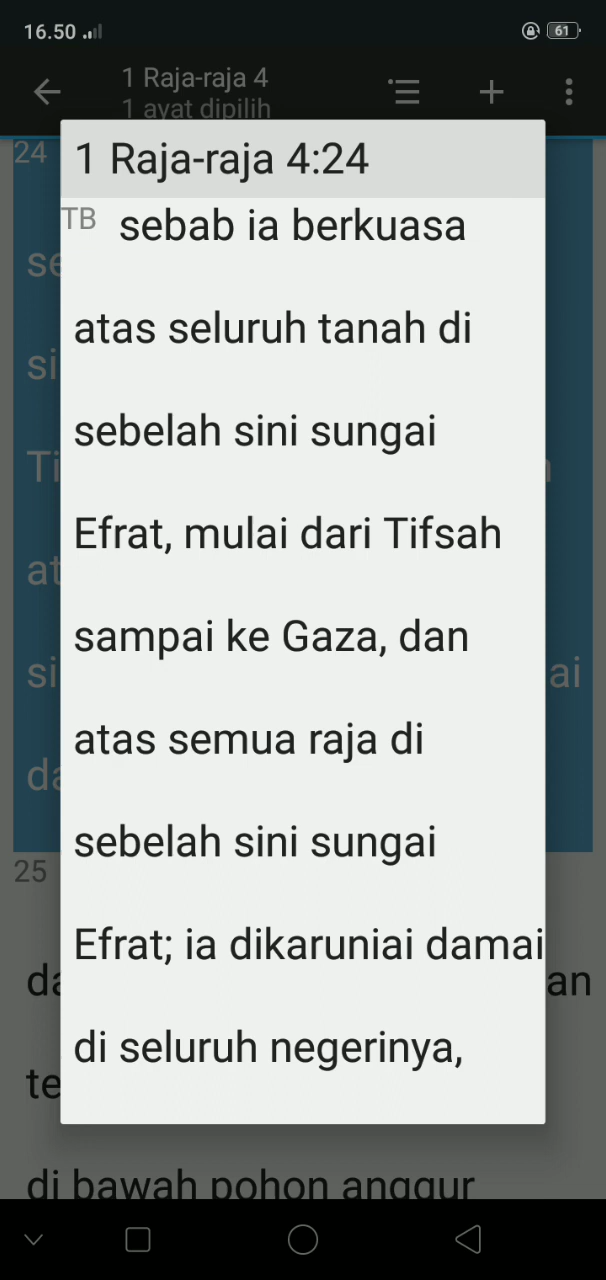 16.50
61
1 Raja-raja 4
1 ayat dipilih
24
1 Raja-raja 4:24
TB sebab ia berkuasa
atas seluruh tanah di
sebelah sini sungai
Efrat, mulai dari Tifsah
sampai ke Gaza, dan
atas semua raja di
sebelah sini sungai
Efrat; ia dikaruniai damai
di seluruh negerinya,
25
di bawah pohon anggur